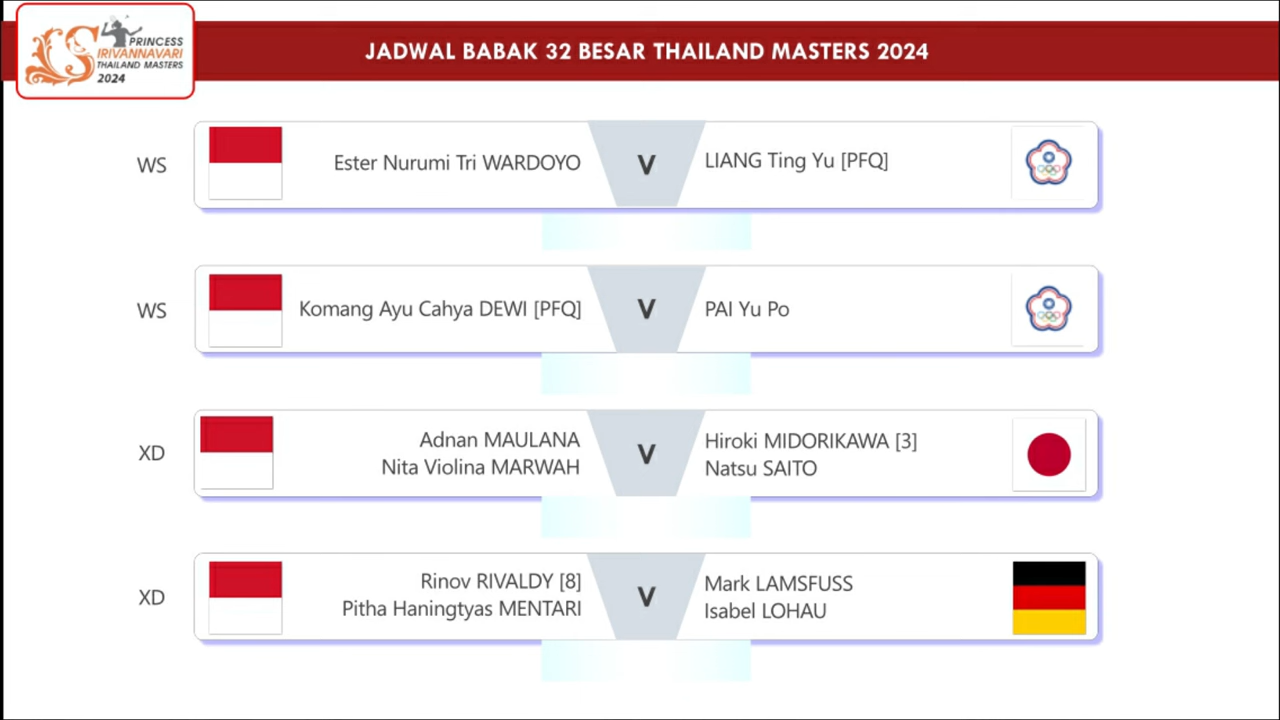 PRINCESS
SIRIVANNAVARI
THAILAND MASTERS
2024
JADWAL BABAK 32 BESAR THAILAND MASTERS 2024
WS
Ester Nurumi Tri WARDOYO
V
LIANG Ting Yu [PFQ]
WS
Komang Ayu Cahya DEWI [PFQ]
V
PAI Yu Po
XD
Adnan MAULANA
Nita Violina MARWAH
V
Hiroki MIDORIKAWA [3]
Natsu SAITO
XD
Rinov RIVALDY [8]
Pitha Haningtyas MENTARI
V
Mark LAMSFUSS
Isabel LOHAU